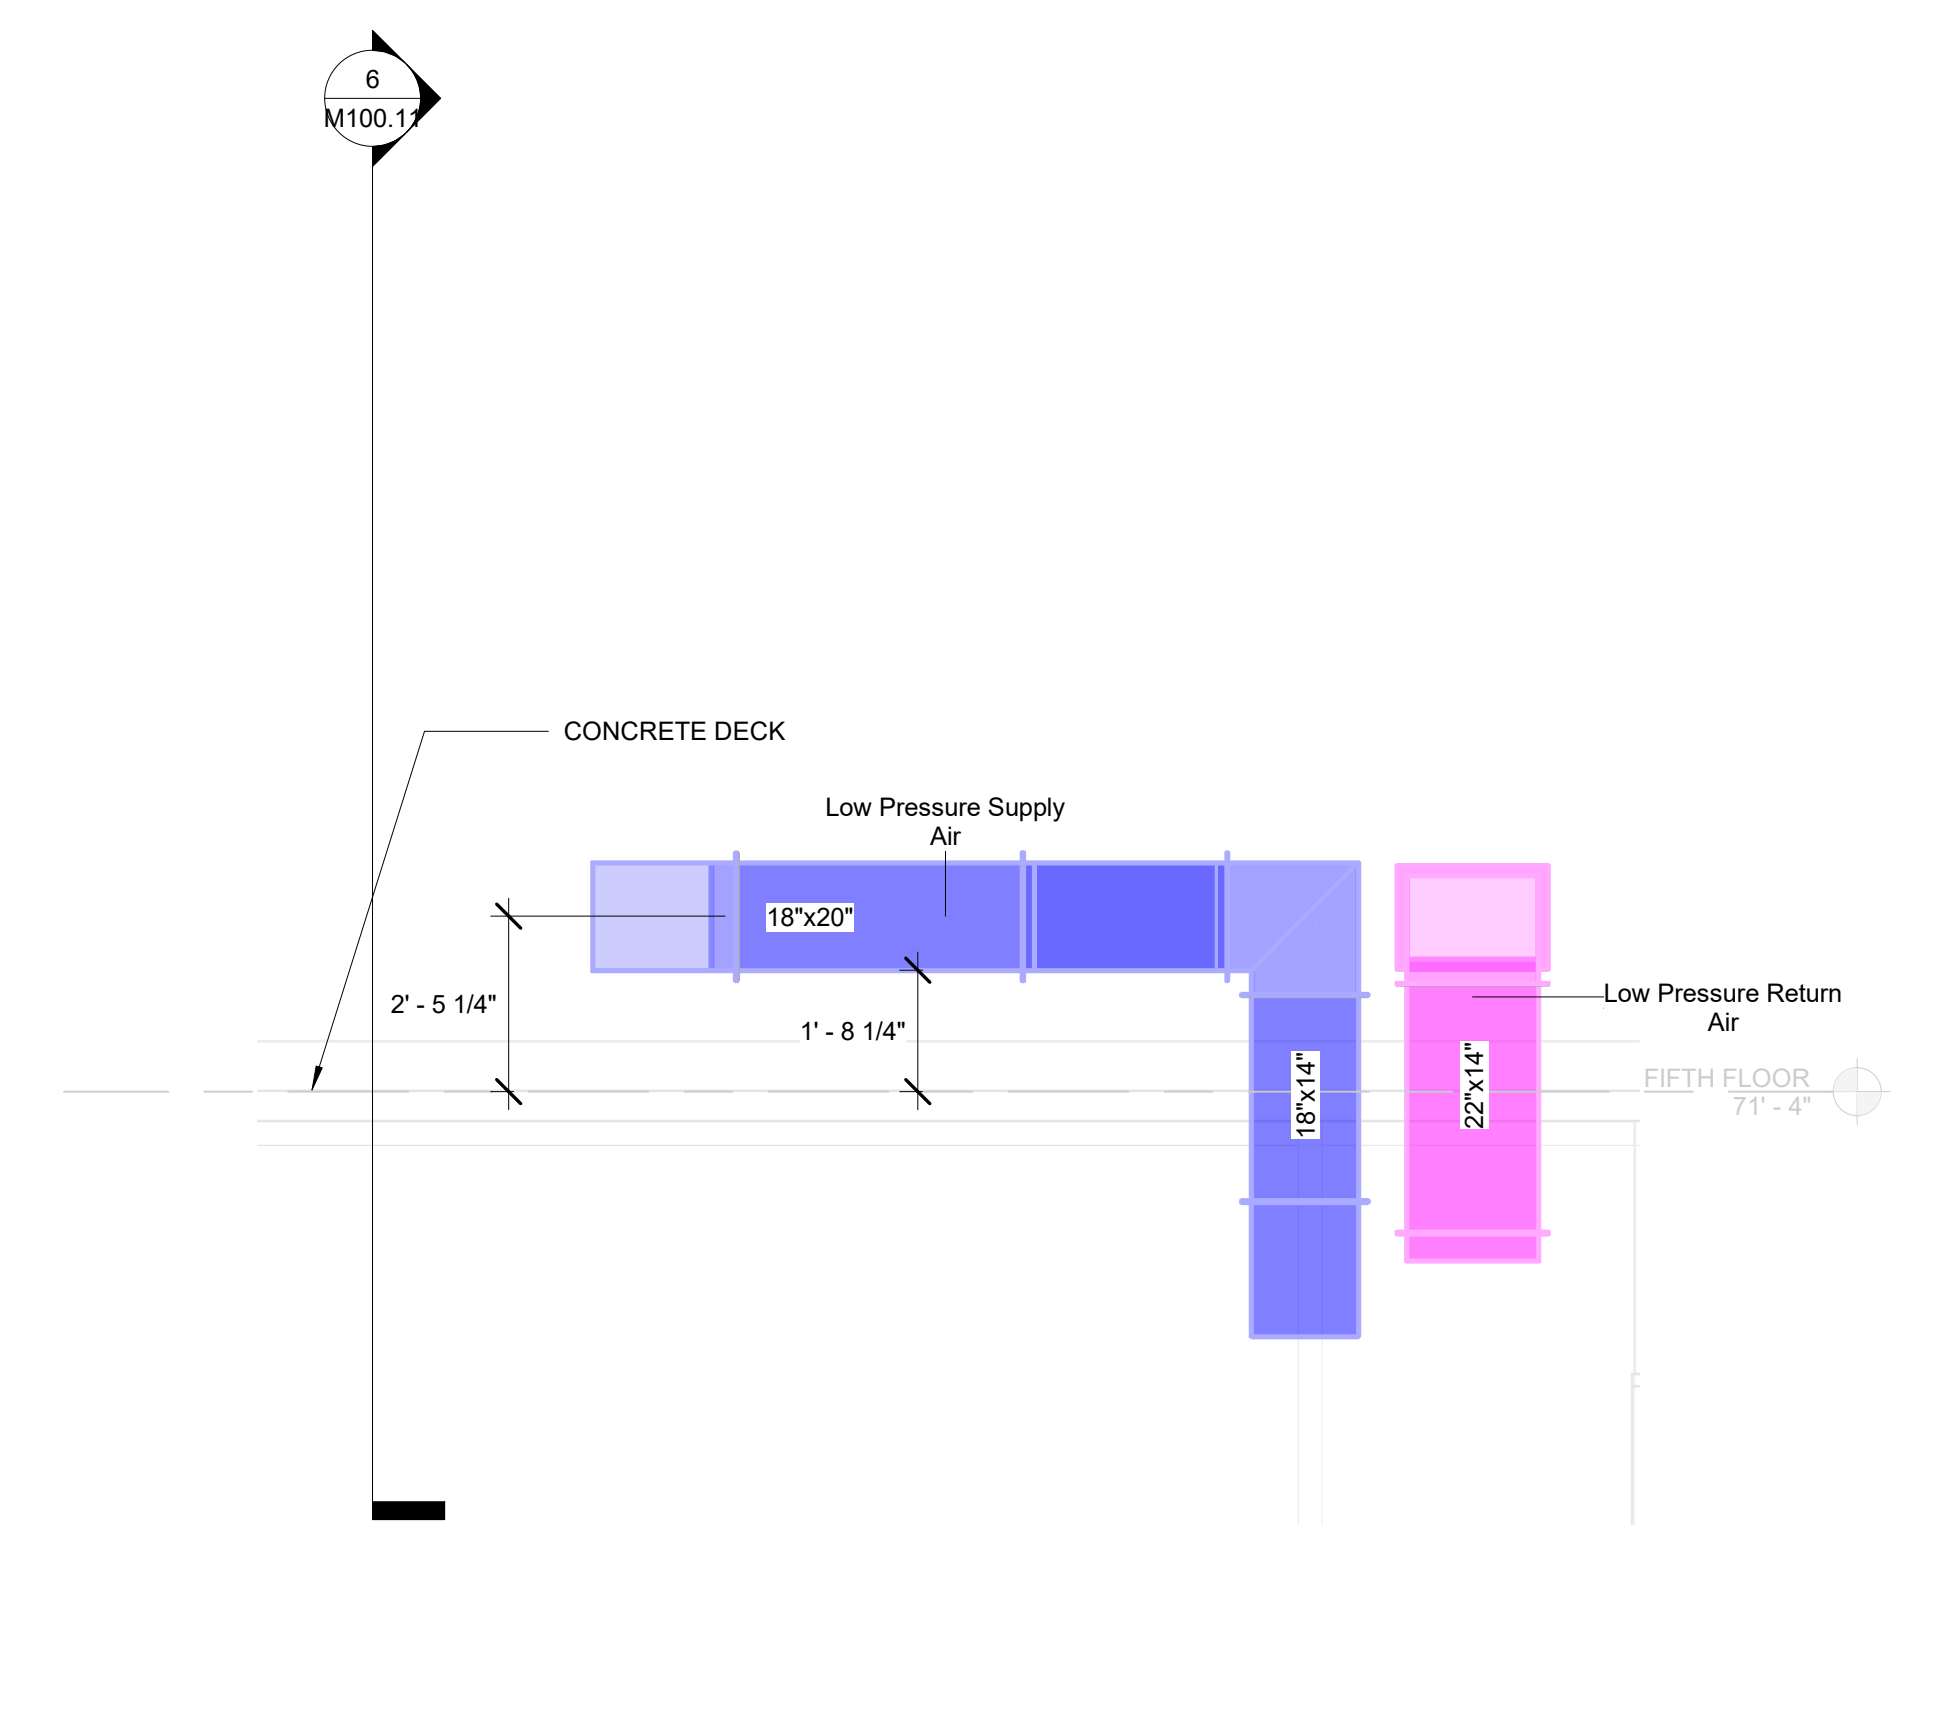 6
M100.11
CONCRETE DECK
Low Pressure Supply
Air
18"x20"
2' - 5 1/4"
1' - 8 1/4"
Low Pressure Return
Air
18"x14"
22"x14"
FIFTH FLOOR
71' - 4"